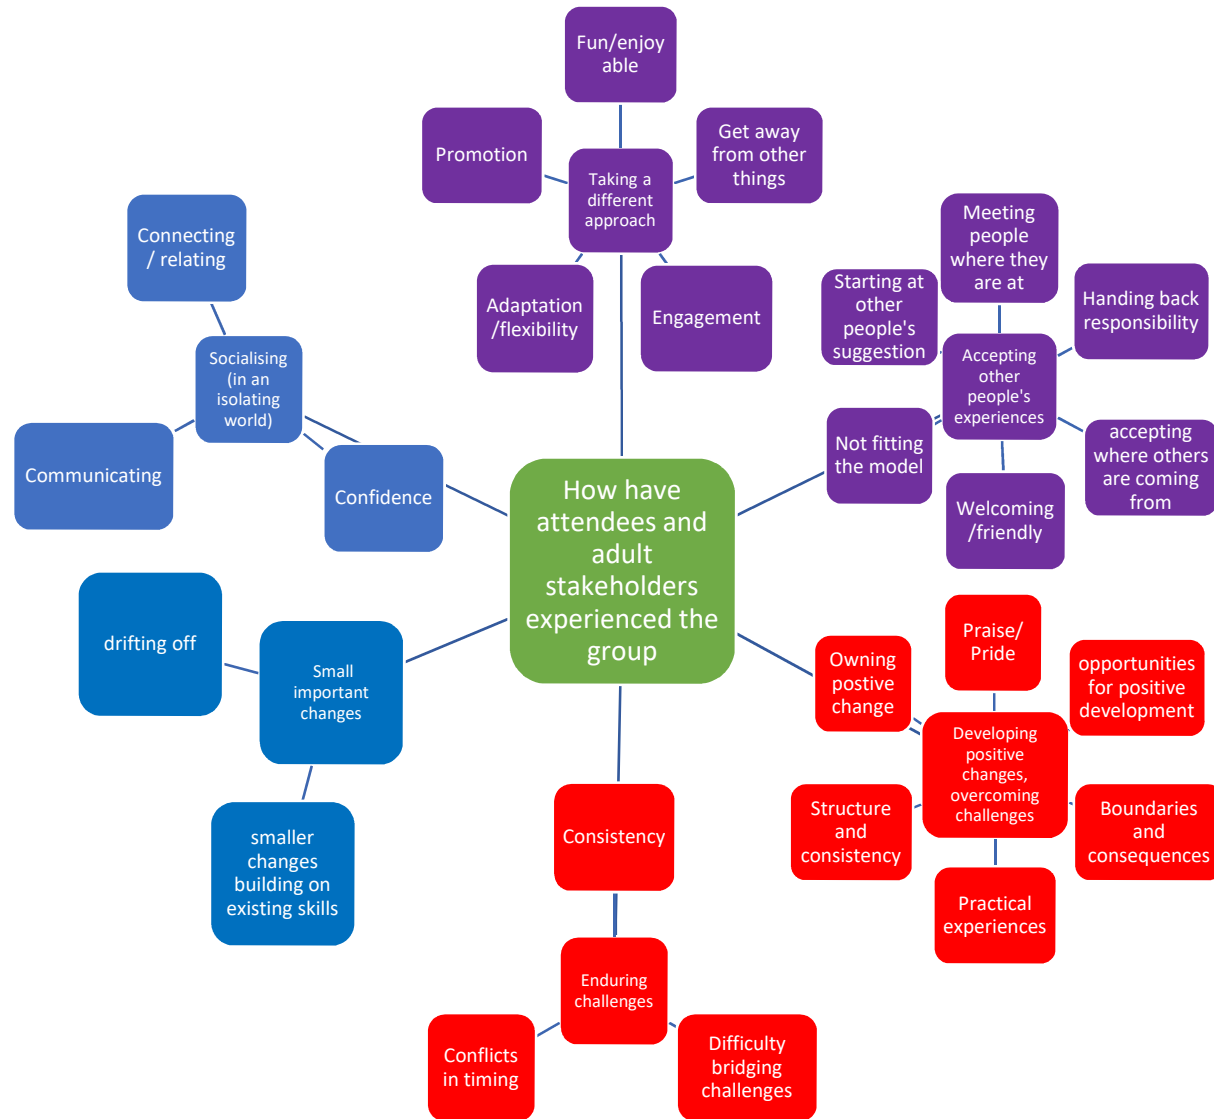 Fun/enjoy
able
Promotion
Get away
from other
things
Taking a
different
approach
Adaptation
/flexibility
Engagement
Connecting
/ relating
Socialising
(in an
isolating
world)
Communicating
Confidence
Meeting
people
where they
are at
Starting at
other
people's
suggestion
Handing back
responsibility
Accepting
other
people's
experiences
Not fitting
the model
accepting
where others
are coming
from
Welcoming
/friendly
How have
attendees and
adult
stakeholders
experienced the
group
drifting off
Small
important
changes
smaller
changes
building on
existing skills
Praise/
Pride
Owning
postive
change
opportunities
for positive
development
Developing
positive
changes,
overcoming
challenges
Structure
and
consistency
Boundaries
and
consequences
Practical
experiences
Consistency
Enduring
challenges
Conflicts
in timing
Difficulty
bridging
challenges